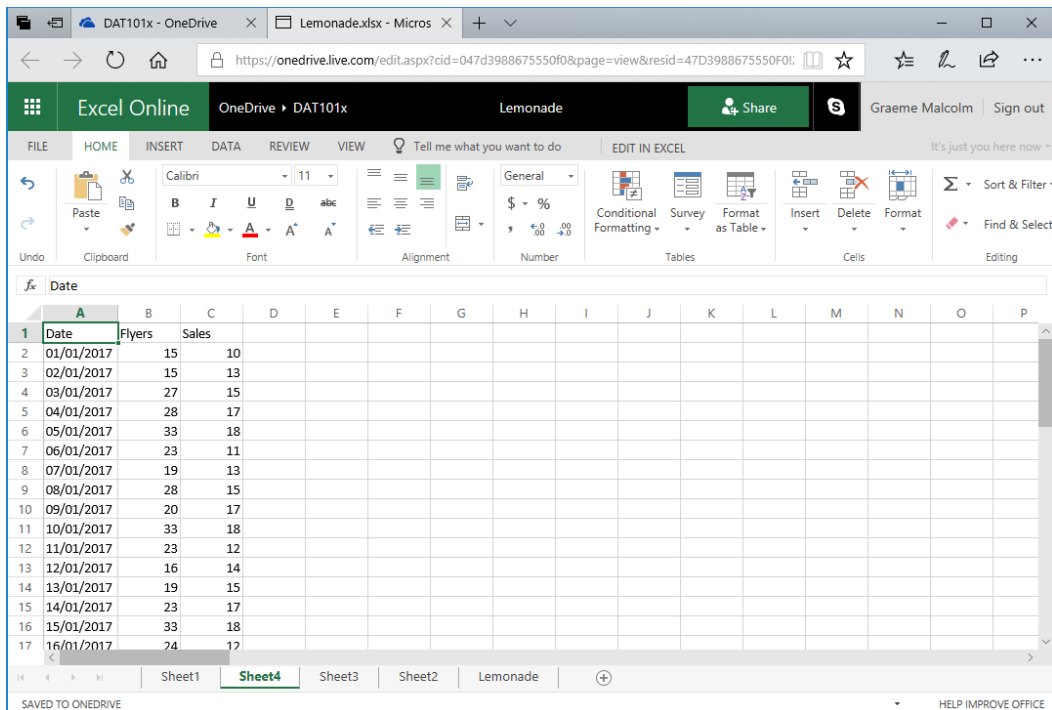 DAT101x - OneDrive
Lemonade.xlsx - Micros
https://onedrive.live.com/edit.aspx?cid=047d3988675550f0&page=view&resid=47D3988675550F0!
Excel Online
OneDrive ▸ DAT101x
Lemonade
Share
Graeme Malcolm
Sign out
FILE HOME INSERT DATA REVIEW VIEW Tell me what you want to do EDIT IN EXCEL It's just you here now
Calibri 11 General Sort & Filter
Paste B I U D abc $ % Conditional Formatting Survey Format as Table Insert Delete Format
A A A , .00 .0 Find & Select
Undo Clipboard Font Alignment Number Tables Cells Editing
fx Date
A B C D E F G H I J K L M N O P
1 Date Flyers Sales
2 01/01/2017 15 10
3 02/01/2017 15 13
4 03/01/2017 27 15
5 04/01/2017 28 17
6 05/01/2017 33 18
7 06/01/2017 23 11
8 07/01/2017 19 13
9 08/01/2017 28 15
10 09/01/2017 20 17
11 10/01/2017 33 18
12 11/01/2017 23 12
13 12/01/2017 16 14
14 13/01/2017 19 15
15 14/01/2017 23 17
16 15/01/2017 33 18
17 16/01/2017 24 12
Sheet1 Sheet4 Sheet3 Sheet2 Lemonade
SAVED TO ONEDRIVE HELP IMPROVE OFFICE